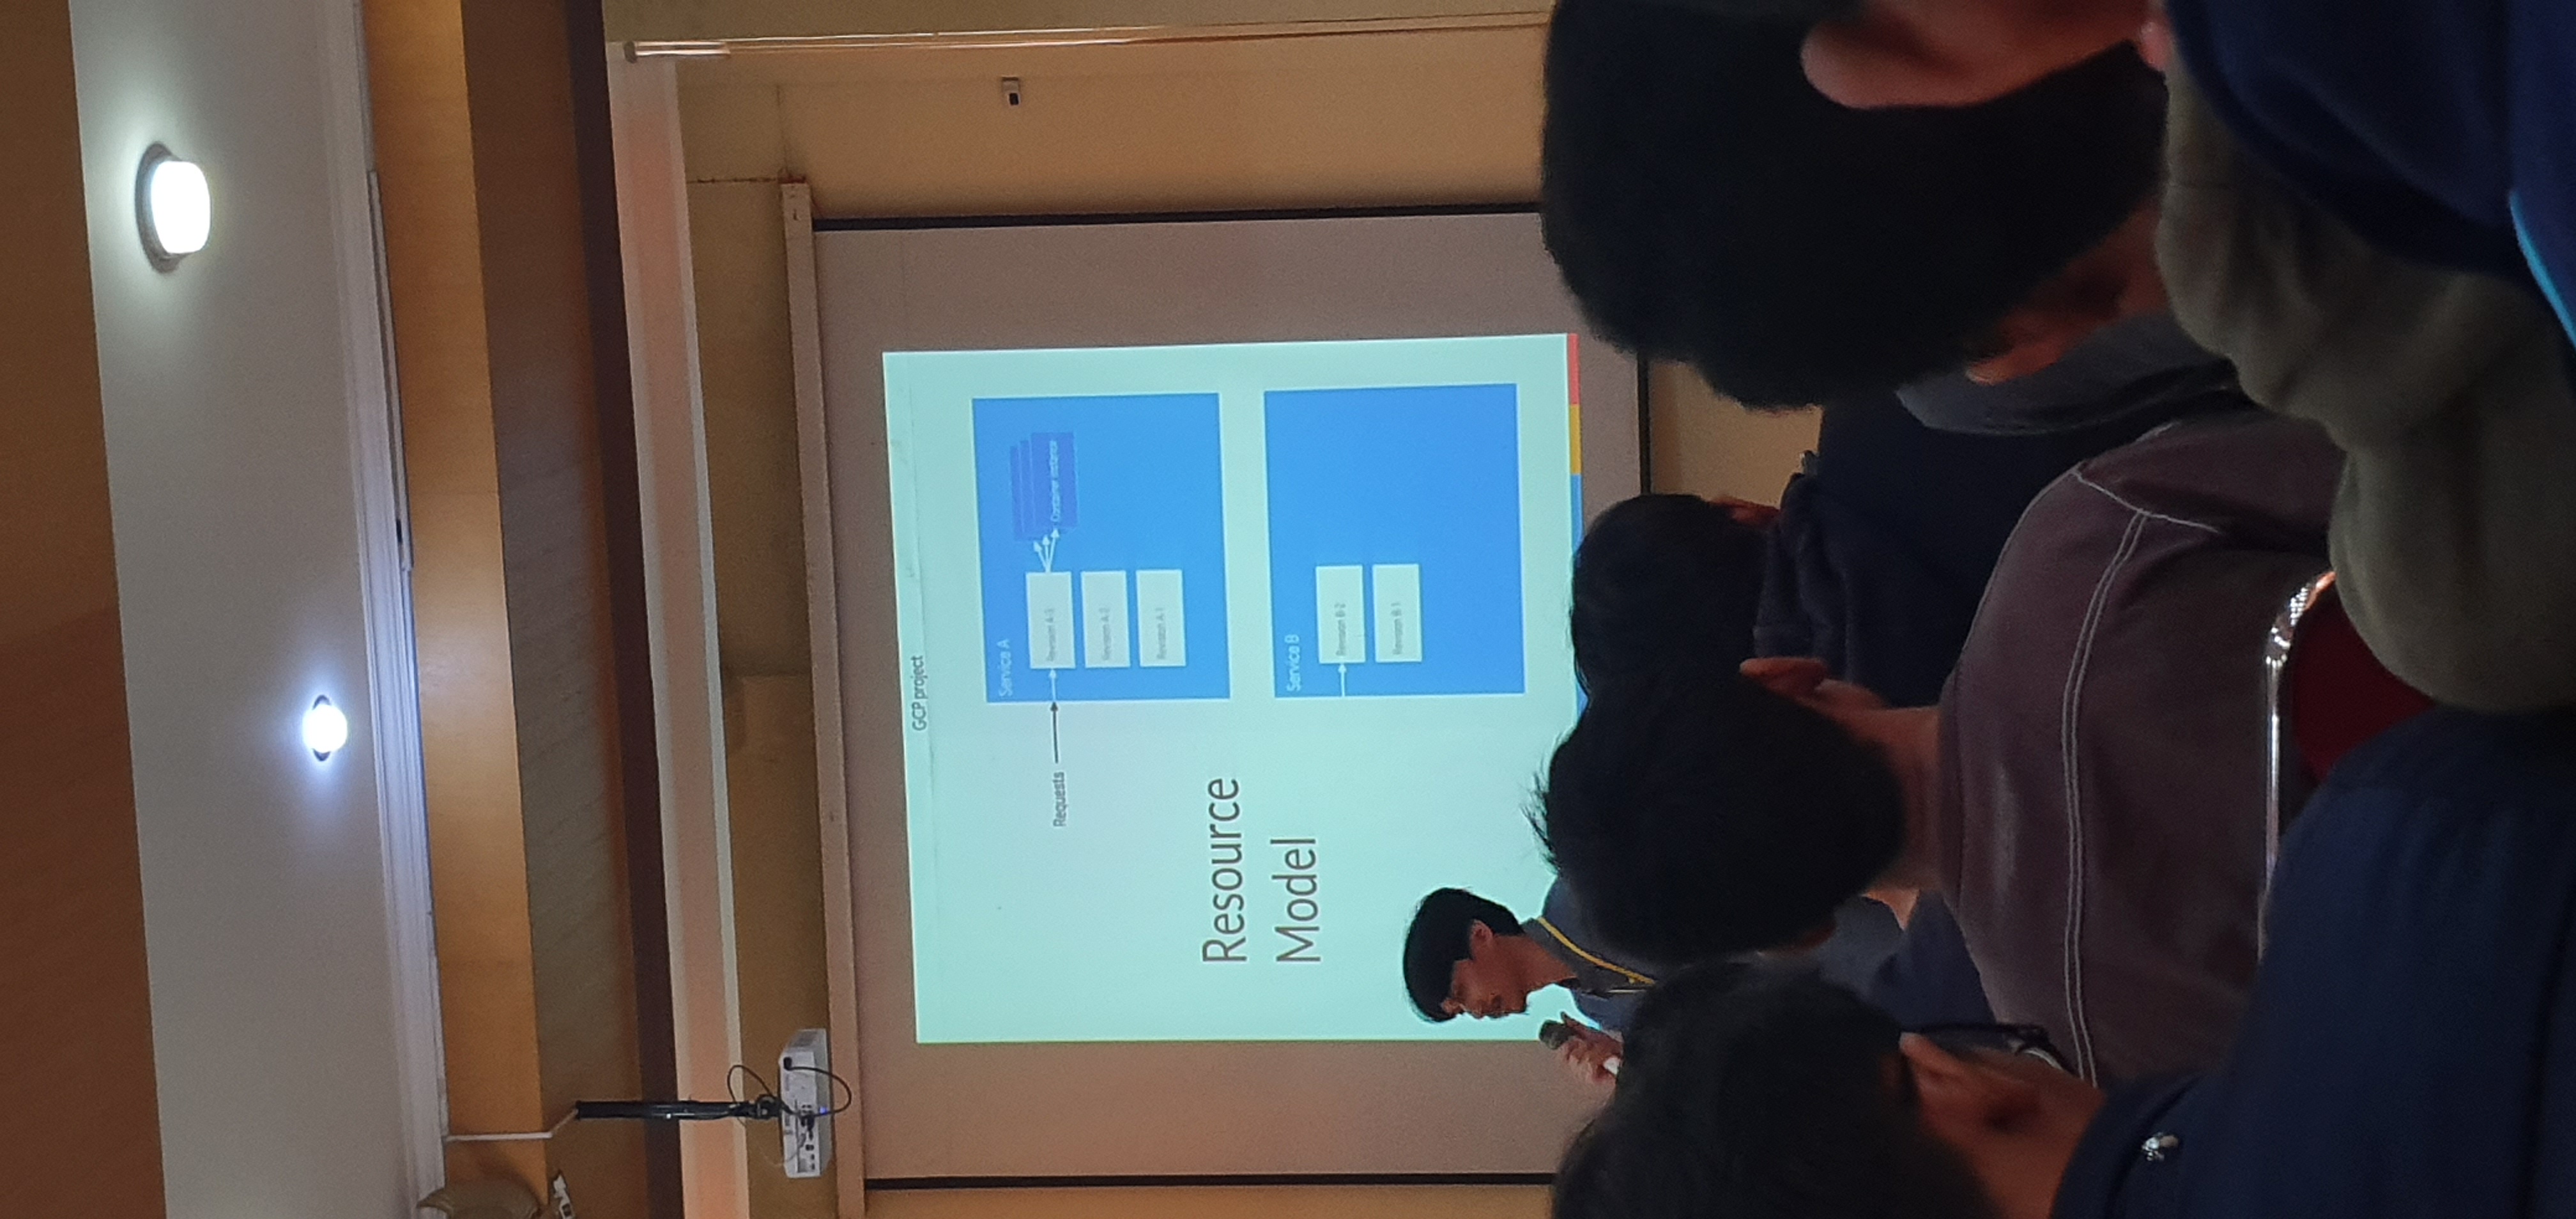 GCP project
Service A
Requests
Revision A-3
Container instance
Revision A-2
Revision A-1
Resource
Model
Service B
Revision B-2
Revision B-1